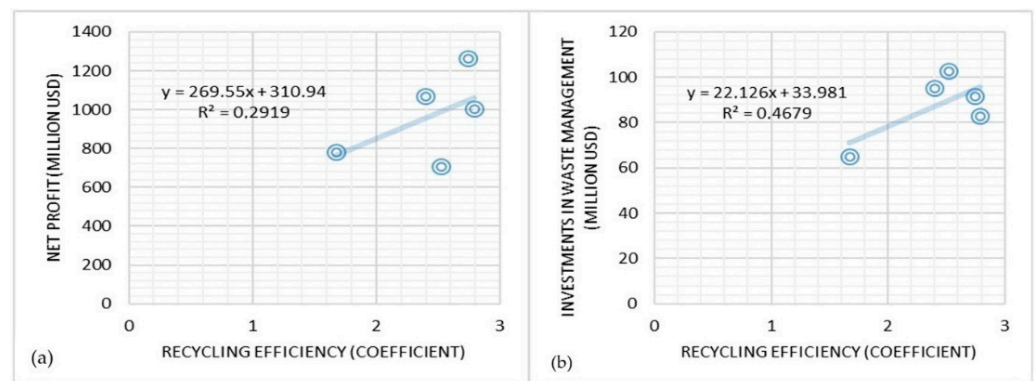 1400
1200
1000
800
600
400
200
0
0 1 2 3
NET PROFIT (MILLION USD)
y = 269.55x + 310.94
R² = 0.2919
RECYCLING EFFICIENCY (COEFFICIENT)
(a)
120
100
80
60
40
20
0
0 1 2 3
INVESTMENTS IN WASTE MANAGEMENT
(MILLION USD)
y = 22.126x + 33.981
R² = 0.4679
RECYCLING EFFICIENCY (COEFFICIENT)
(b)